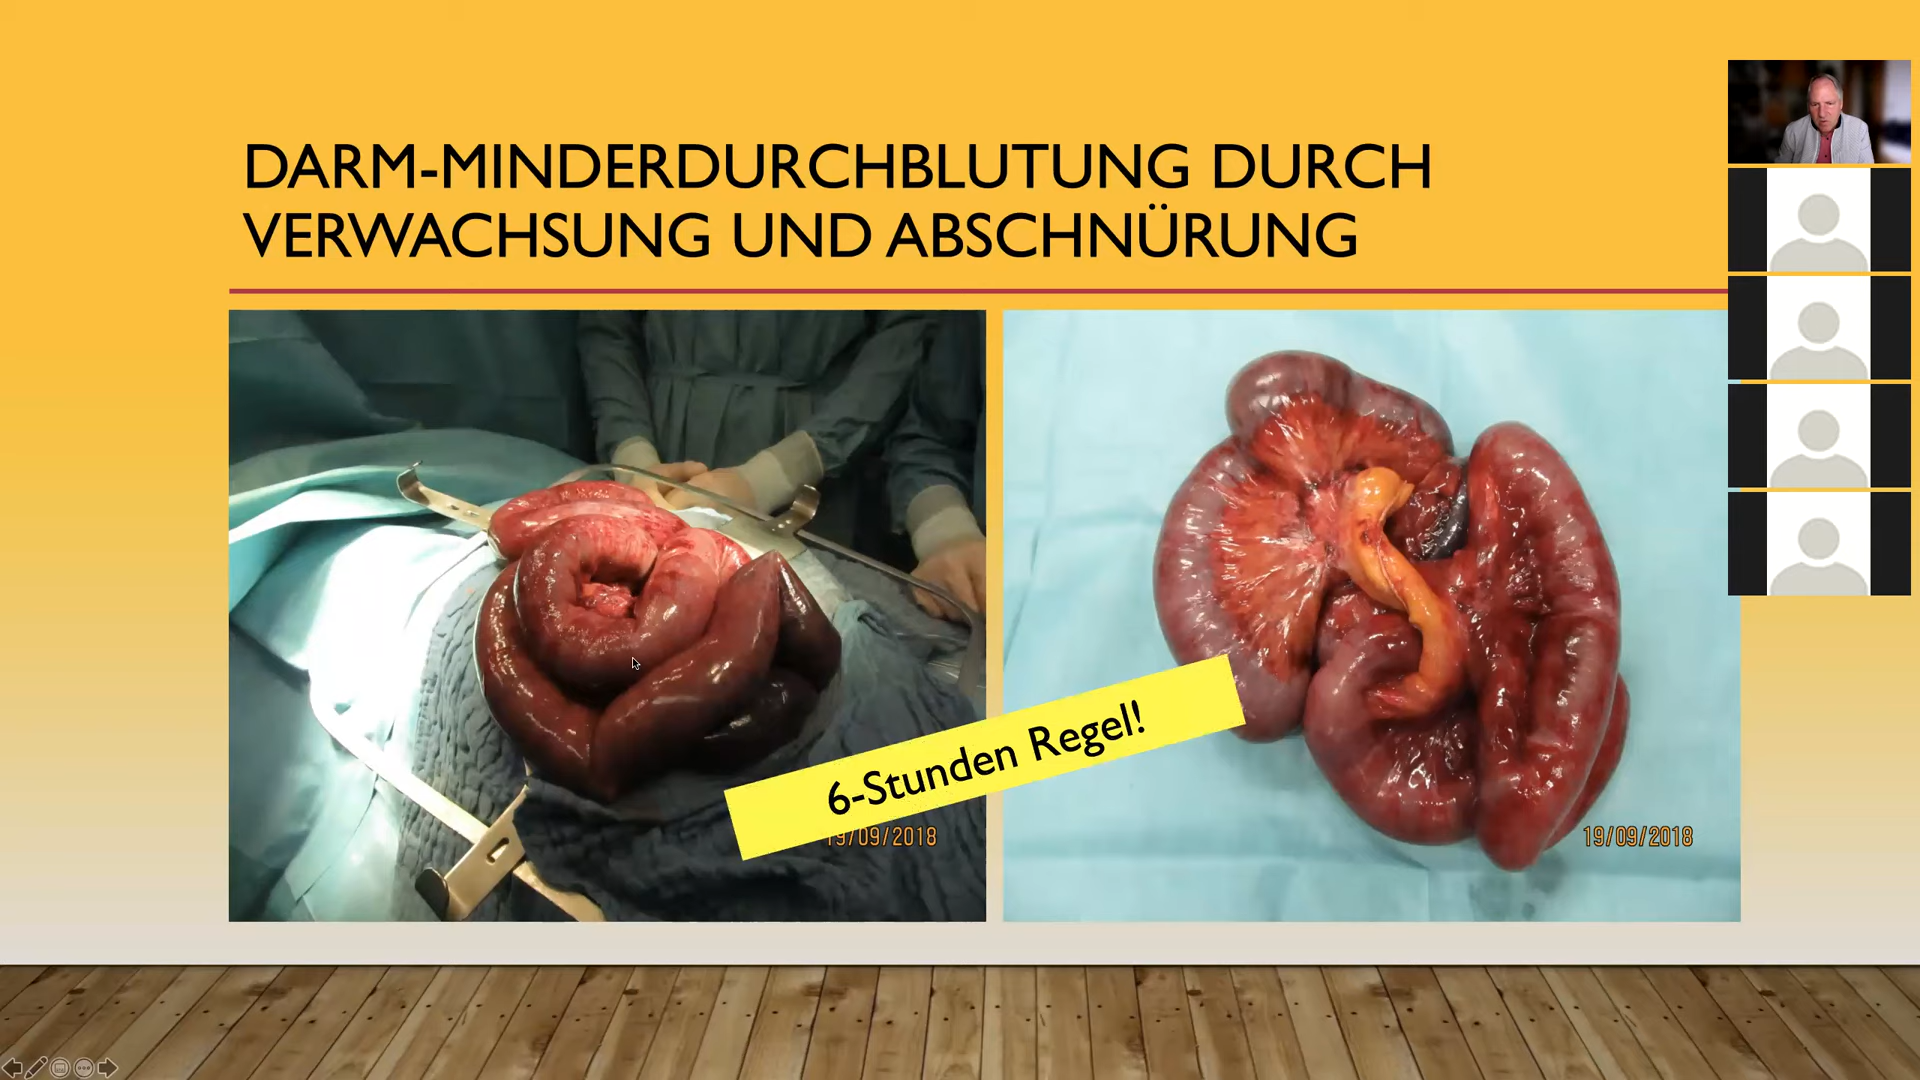 DARM-MINDERDURCHBLUTUNG DURCH
VERWACHSUNG UND ABSCHNÜRUNG
6-Stunden Regel!
19/09/2018
19/09/2018